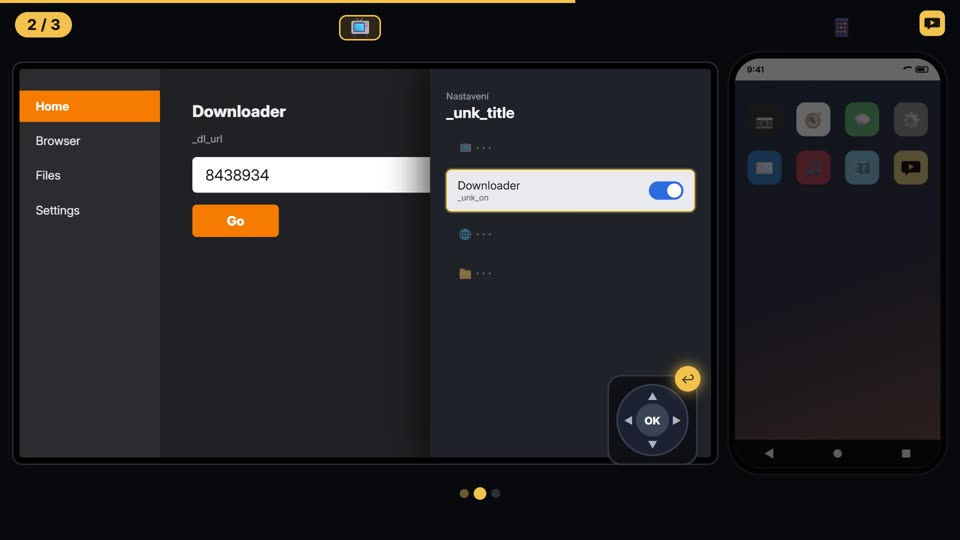 2 / 3
Home
Browser
Files
Settings
Downloader
_dl_url
8438934
Go
Nastavení
_unk_title
...
Downloader
_unk_on
...
...
OK
9:41